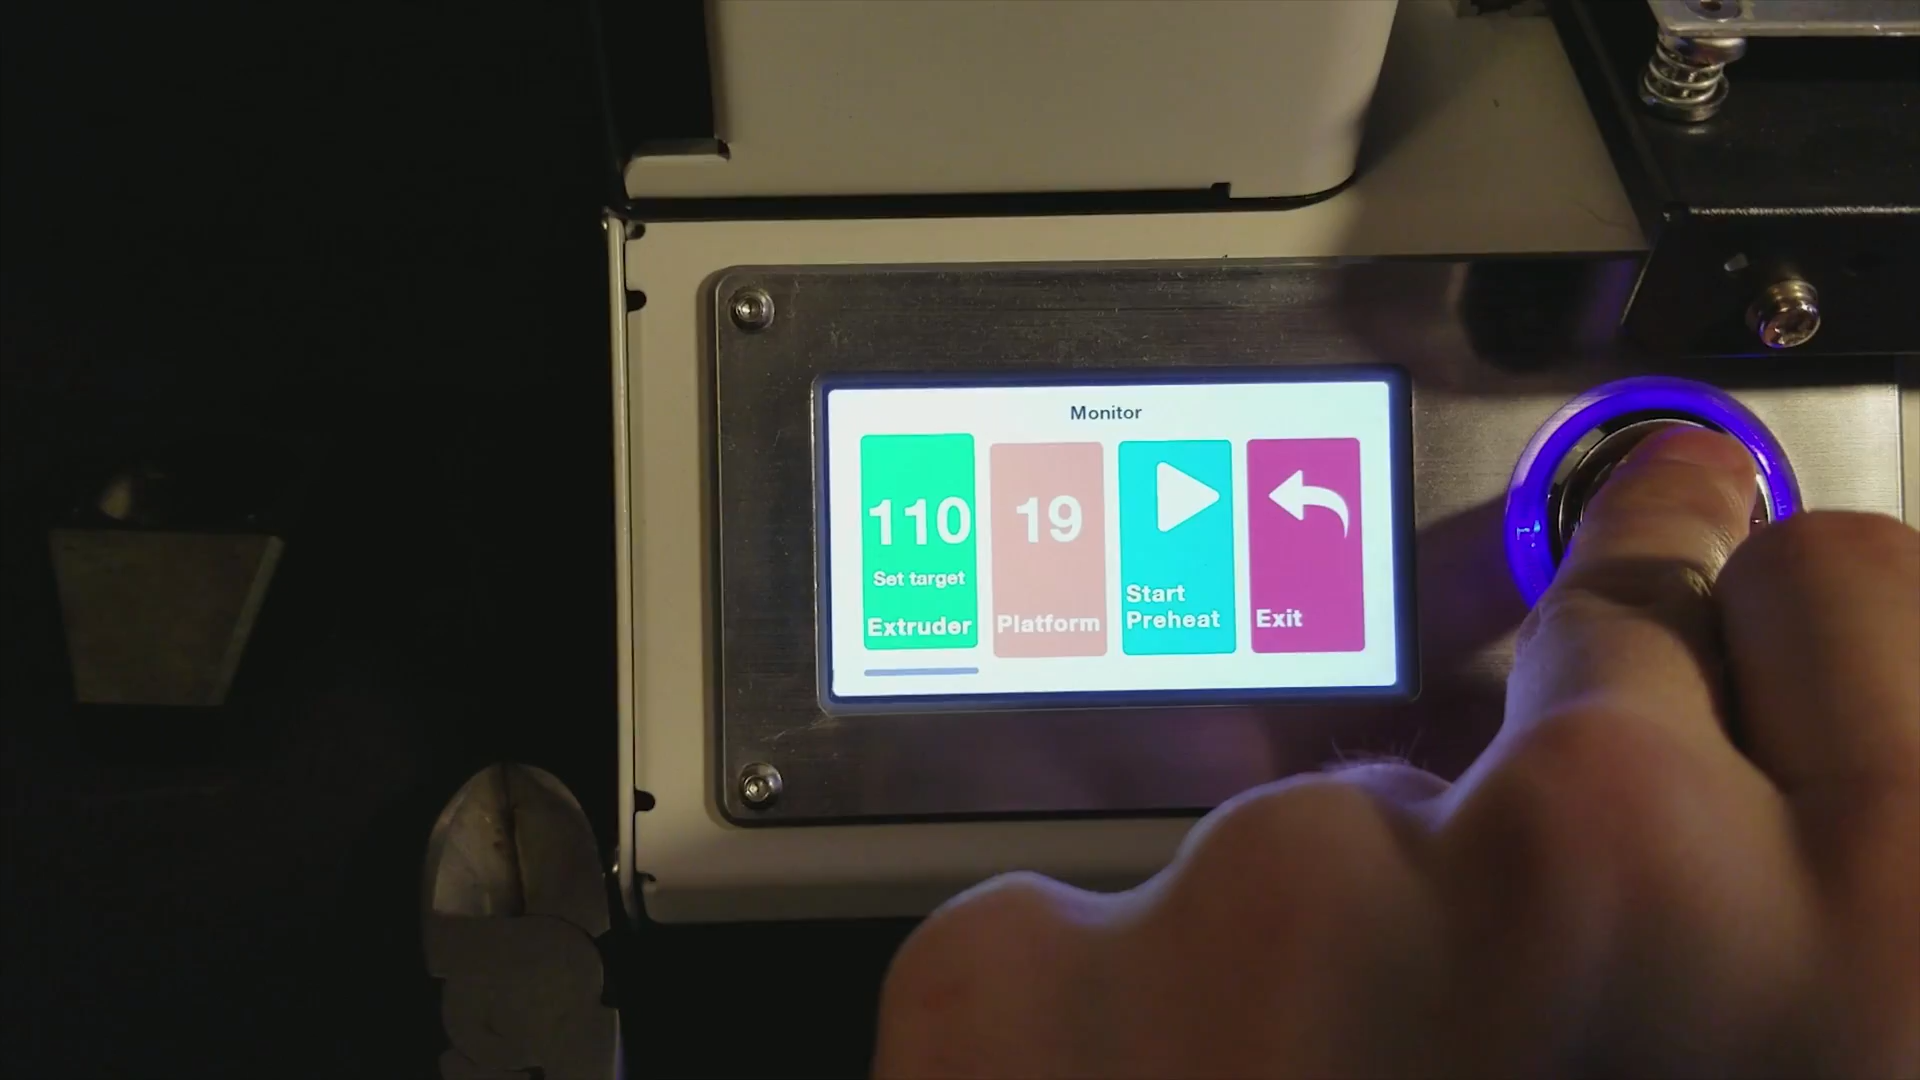 Monitor
110
Set target
Extruder
19
Platform
Start
Preheat
Exit